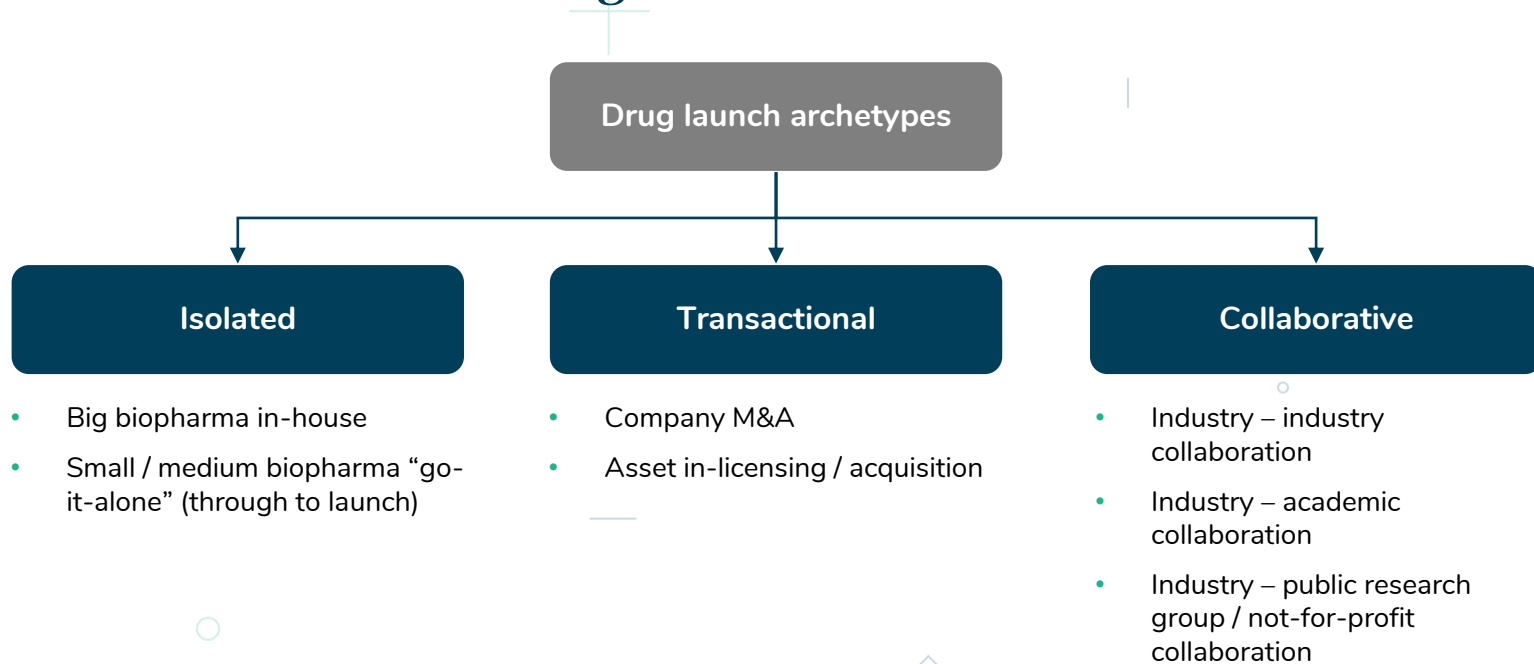 Drug launch archetypes
Isolated
Transactional
Collaborative
• Big biopharma in-house
• Small / medium biopharma “go-
it-alone” (through to launch)
• Company M&A
• Asset in-licensing / acquisition
• Industry – industry
collaboration
• Industry – academic
collaboration
• Industry – public research
group / not-for-profit
collaboration